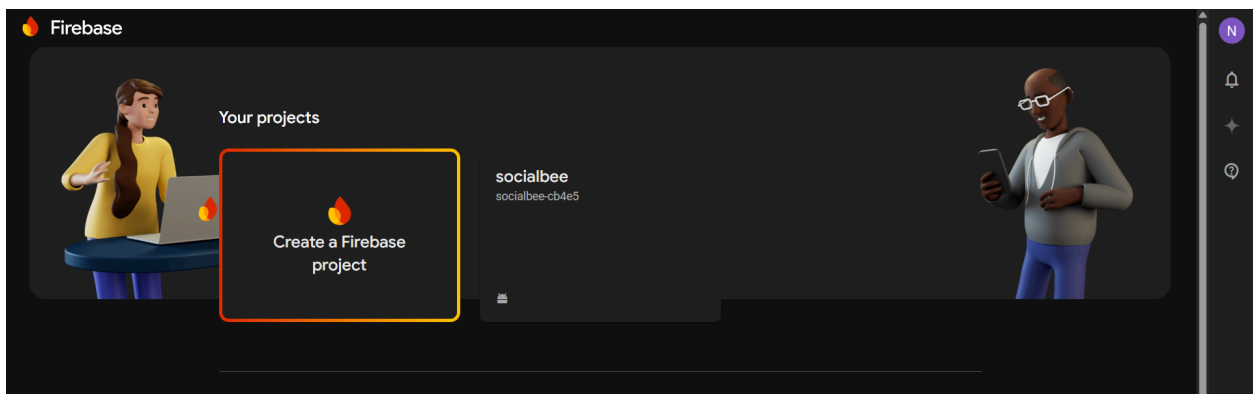 Firebase
N
Your projects
Create a Firebase
project
socialbee
socialbee-cb4e5